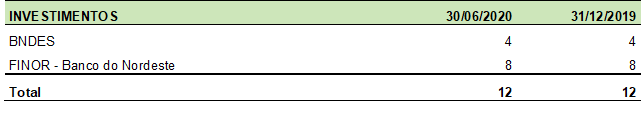 INVESTIMENTOS 30/06/2020 31/12/2019
BNDES 4 4
FINOR - Banco do Nordeste 8 8
Total 12 12